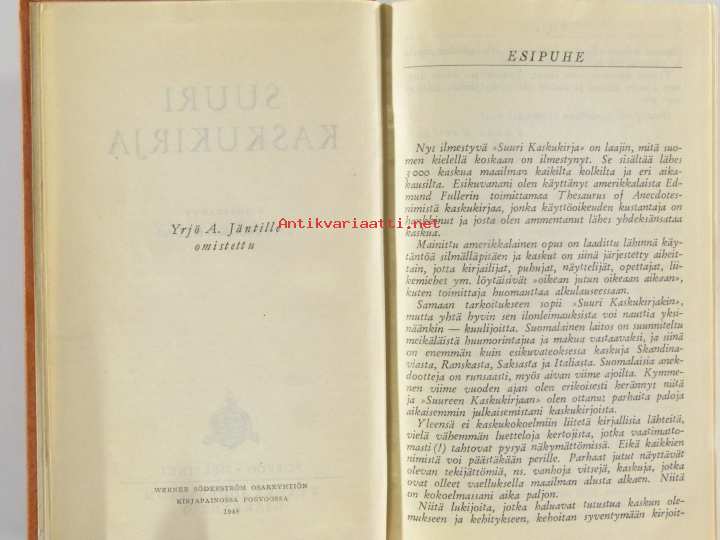 SUURI
KASKUKIRJA
Yrjö A. Jäntille
omistettu
WERNER SÖDERSTRÖM OSAKEYHTIÖN
KIRJAPAINOSSA PORVOOSSA
1948
Antikvariaatti.net
ESIPUHE
Nyt ilmestyvä »Suuri Kaskukirja» on laajin, mitä suo-
men kielellä koskaan on ilmestynyt. Se sisältää lähes
3 000 kaskua maailman kaikilta kolkilta ja eri aika-
kausilta. Esikuvanani olen käyttänyt amerikkalaista Ed-
mund Fullerin toimittamaa Thesaurus of Anecdotes-
nimistä kaskukirjaa, jonka käyttöoikeuden kustantaja on
hankkinut ja josta olen ammentanut lähes yhdeksänsataa
kaskua.
Mainittu amerikkalainen opus on laadittu lähinnä käy-
täntöä silmälläpitäen ja kaskut on siinä järjestetty aiheit-
tain, jotta kirjailijat, puhujat, näyttelijät, opettajat, lii-
kemiehet ym. löytäisivät »oikean jutun oikeaan aikaan»,
kuten toimittaja huomauttaa alkulauseessaan.
Samaan tarkoitukseen sopii »Suuri Kaskukirjakin»,
mutta yhtä hyvin sen ilonleimauksista voi nauttia yksi-
näänkin — kuulijoitta. Suomalainen laitos on suunniteltu
meikäläistä huumorintajua ja makua vastaavaksi, ja siinä
on enemmän kuin esikuvateoksessa kaskuja Skandina-
viasta, Ranskasta, Saksasta ja Italiasta. Suomalaisia anek-
dootteja on runsaasti, myös aivan viime ajoilta. Kymme-
nen viime vuoden ajan olen erikoisesti kerännyt niitä
ja »Suureen Kaskukirjaan» olen ottanut parhaita paloja
aikaisemmin julkaisemistani kaskukirjoista.
Yleensä ei kaskukokoelmiin liitetä kirjallisia lähteitä,
vielä vähemmän luetteloja kertojista, jotka vaatimatto-
masti (!) tahtovat pysyä näkymättömissä. Eikä kaikkien
nimistä voi päästäkään perille. Parhaat jutut näyttävät
olevan tekijättömiä, ns. vanhoja vitsejä, kaskuja, jotka
ovat olleet vaelluksella maailman alusta alkaen. Niitä
on kokoelmassani aika paljon.
Niitä lukijoita, jotka haluavat tutustua kaskun ole-
mukseen ja kehitykseen, kehoitan syventymään kirjoit-